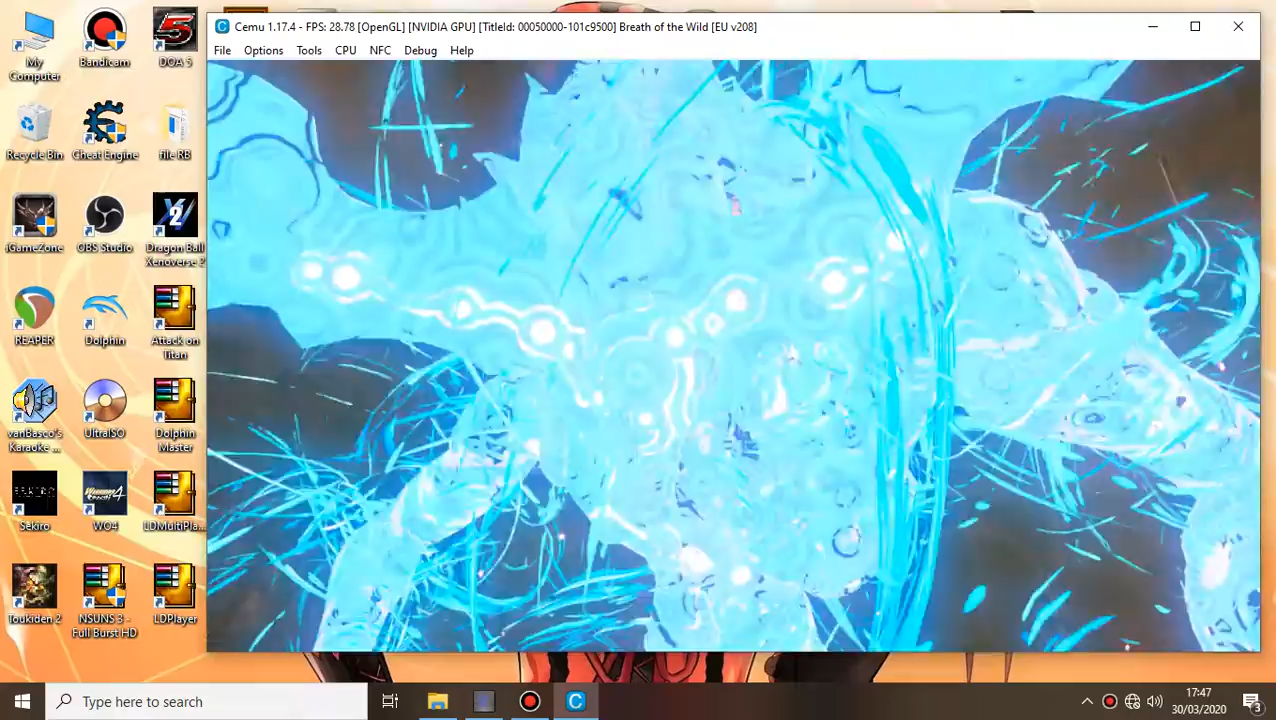 Cemu 1.17.4 - FPS: 28.78 [OpenGL] [NVIDIA GPU] [TitleId: 00050000-101c9500] Breath of the Wild [EU v208]
File Options Tools CPU NFC Debug Help
My Computer
Bandicam
DOA 5
Recycle Bin
Cheat Engine
file RB
iGameZone
OBS Studio
Dragon Ball Xenoverse 2
REAPER
Dolphin
Attack on Titan
vanBasco's Karaoke ...
UltraISO
Dolphin Master
Sekiro
WO4
LDMultiPla...
Toukiden 2
NSUNS 3 - Full Burst HD
LDPlayer
Type here to search
17:47
30/03/2020
3